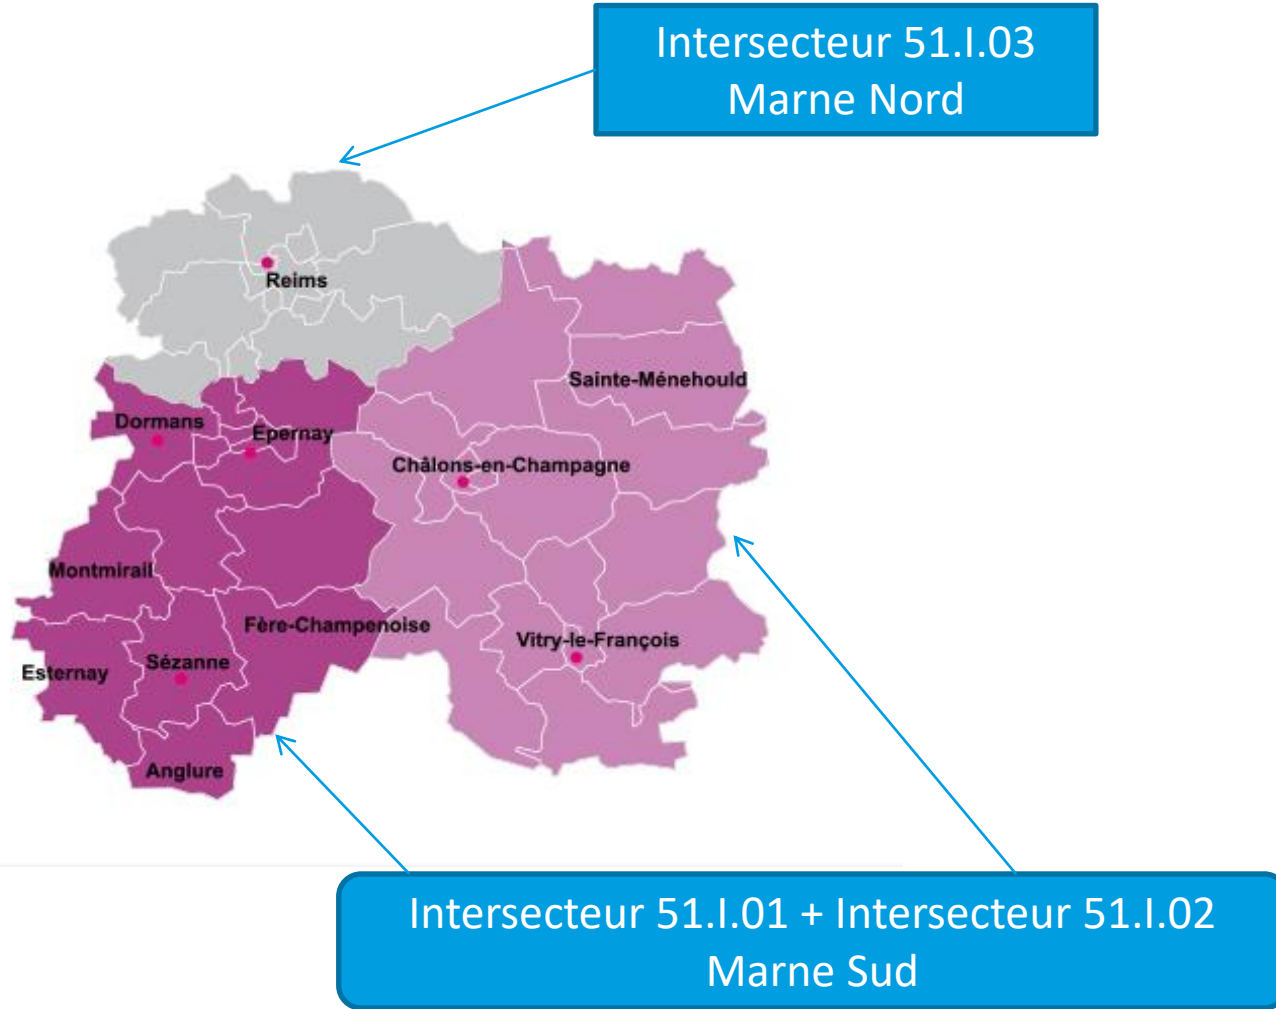 Intersecteur 51.I.03
Marne Nord
Reims
Sainte-Ménehould
Dormans
Epernay
Châlons-en-Champagne
Montmirail
Fère-Champenoise
Vitry-le-François
Sézanne
Esternay
Anglure
Intersecteur 51.I.01 + Intersecteur 51.I.02
Marne Sud